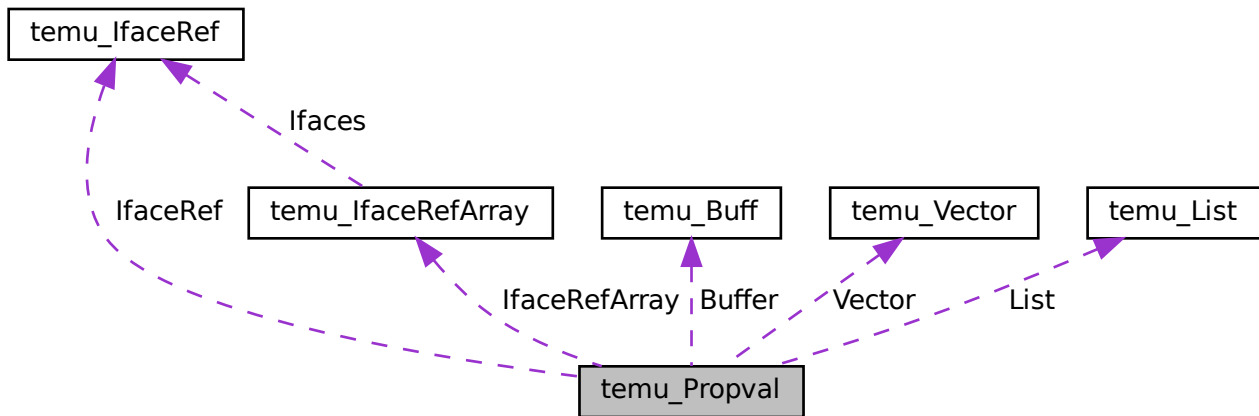 temu_IfaceRef
Ifaces
temu_IfaceRefArray
temu_Buff
temu_Vector
temu_List
IfaceRef
IfaceRefArray
Buffer
Vector
List
temu_Propval